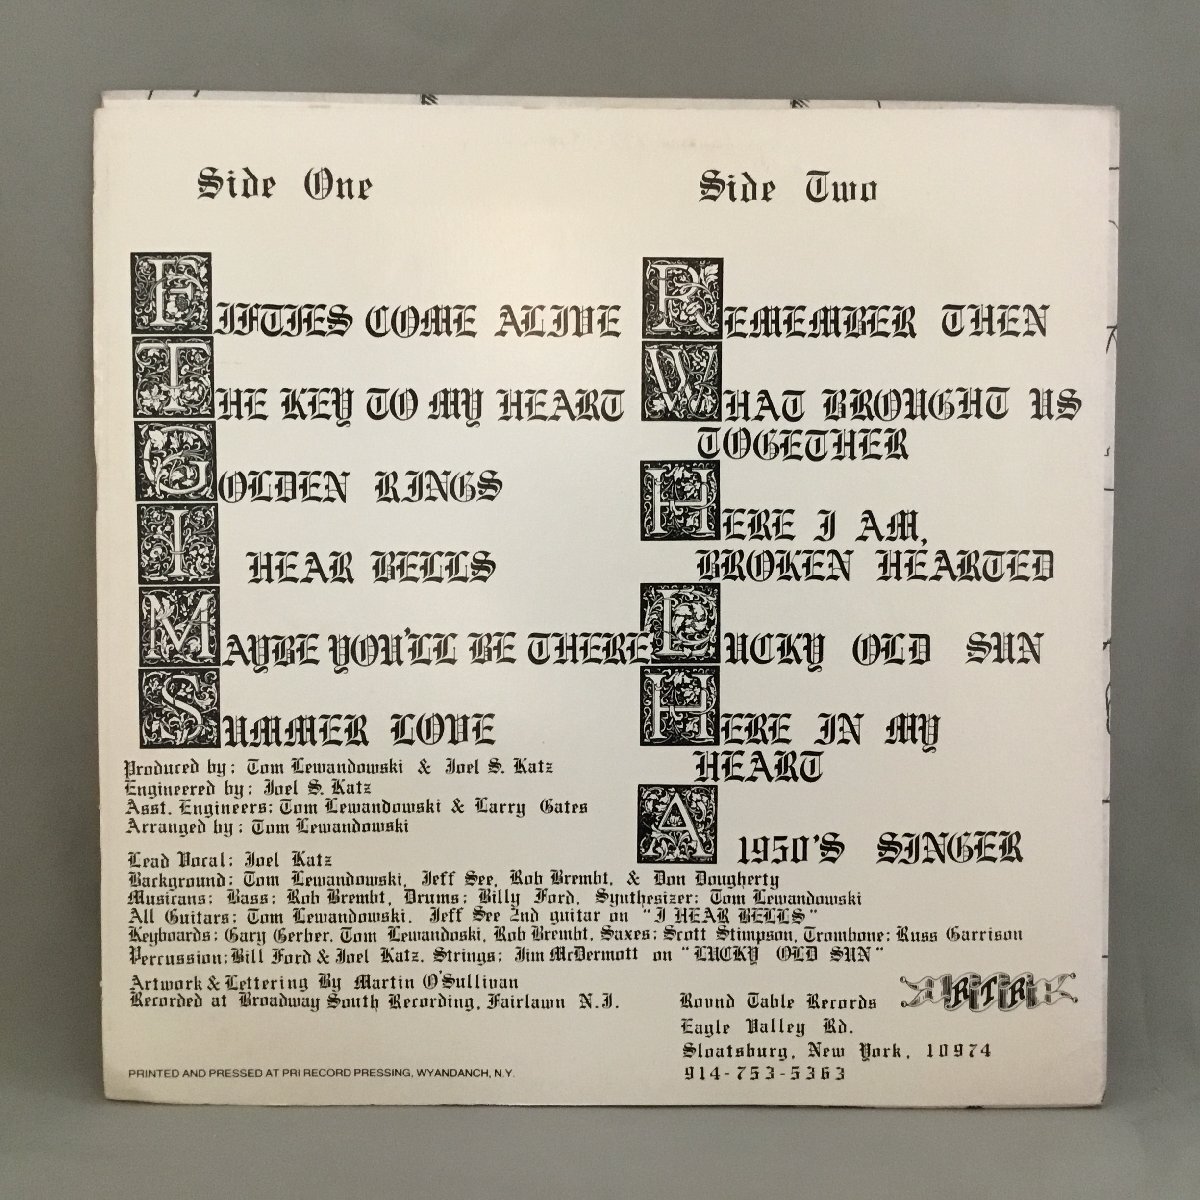 Side One
FIFTIES COME ALIVE
THE KEY TO MY HEART
GOLDEN RINGS
I HEAR BELLS
MAYBE YOU'LL BE THERE
SUMMER LOVE
Side Two
REMEMBER THEN
WHAT BROUGHT US
TOGETHER
HERE I AM,
BROKEN HEARTED
LUCKY OLD SUN
HERE IN MY
HEART
A 1950'S SINGER
Produced by: Tom Lewandowski & Joel S. Katz
Engineered by: Joel S. Katz
Asst. Engineers: Tom Lewandowski & Larry Gates
Arranged by: Tom Lewandowski
Lead Vocal: Joel Katz
Background: Tom Lewandowski, Jeff See, Rob Brembt, & Don Dougherty
Musicans: Bass: Rob Brembt, Drums: Billy Ford, Synthesizer: Tom Lewandowski
All Guitars: Tom Lewandowski. Jeff See 2nd guitar on "I HEAR BELLS"
Keyboards: Gary Gerber, Tom Lewandoski, Rob Brembt, Saxes: Scott Stimpson, Trombone: Russ Garrison
Percussion: Bill Ford & Joel Katz. Strings: Jim McDermott on "LUCKY OLD SUN"
Artwork & Lettering By Martin O'Sullivan
Recorded at Broadway South Recording, Fairlawn N.J.
PRINTED AND PRESSED AT PRI RECORD PRESSING, WYANDANCH, N.Y.
RTR
Round Table Records
Eagle Valley Rd.
Sloatsburg, New York, 10974
914-753-5363